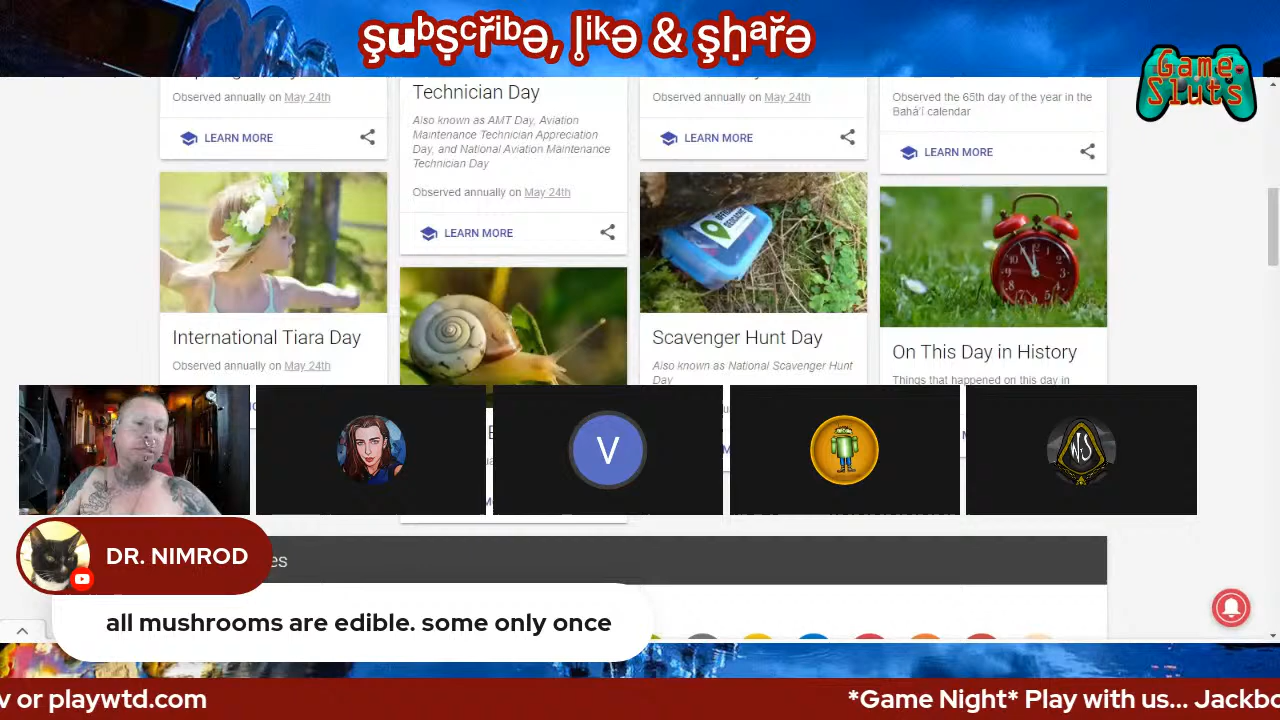 şuᵇşᶜřⁱᵇə, ļⁱᵏə & şḥᵃřə
Game-
Sluts
Observed annually on May 24th
LEARN MORE
Technician Day
Also known as AMT Day, Aviation
Maintenance Technician Appreciation
Day, and National Aviation Maintenance
Technician Day
Observed annually on May 24th
LEARN MORE
Observed annually on May 24th
LEARN MORE
Observed the 65th day of the year in the
Bahá'í calendar
LEARN MORE
International Tiara Day
Observed annually on May 24th
Scavenger Hunt Day
Also known as National Scavenger Hunt
Day
On This Day in History
Things that happened on this day in
V
WS
es
DR. NIMROD
all mushrooms are edible. some only once
v or playwtd.com
*Game Night* Play with us... Jackbo